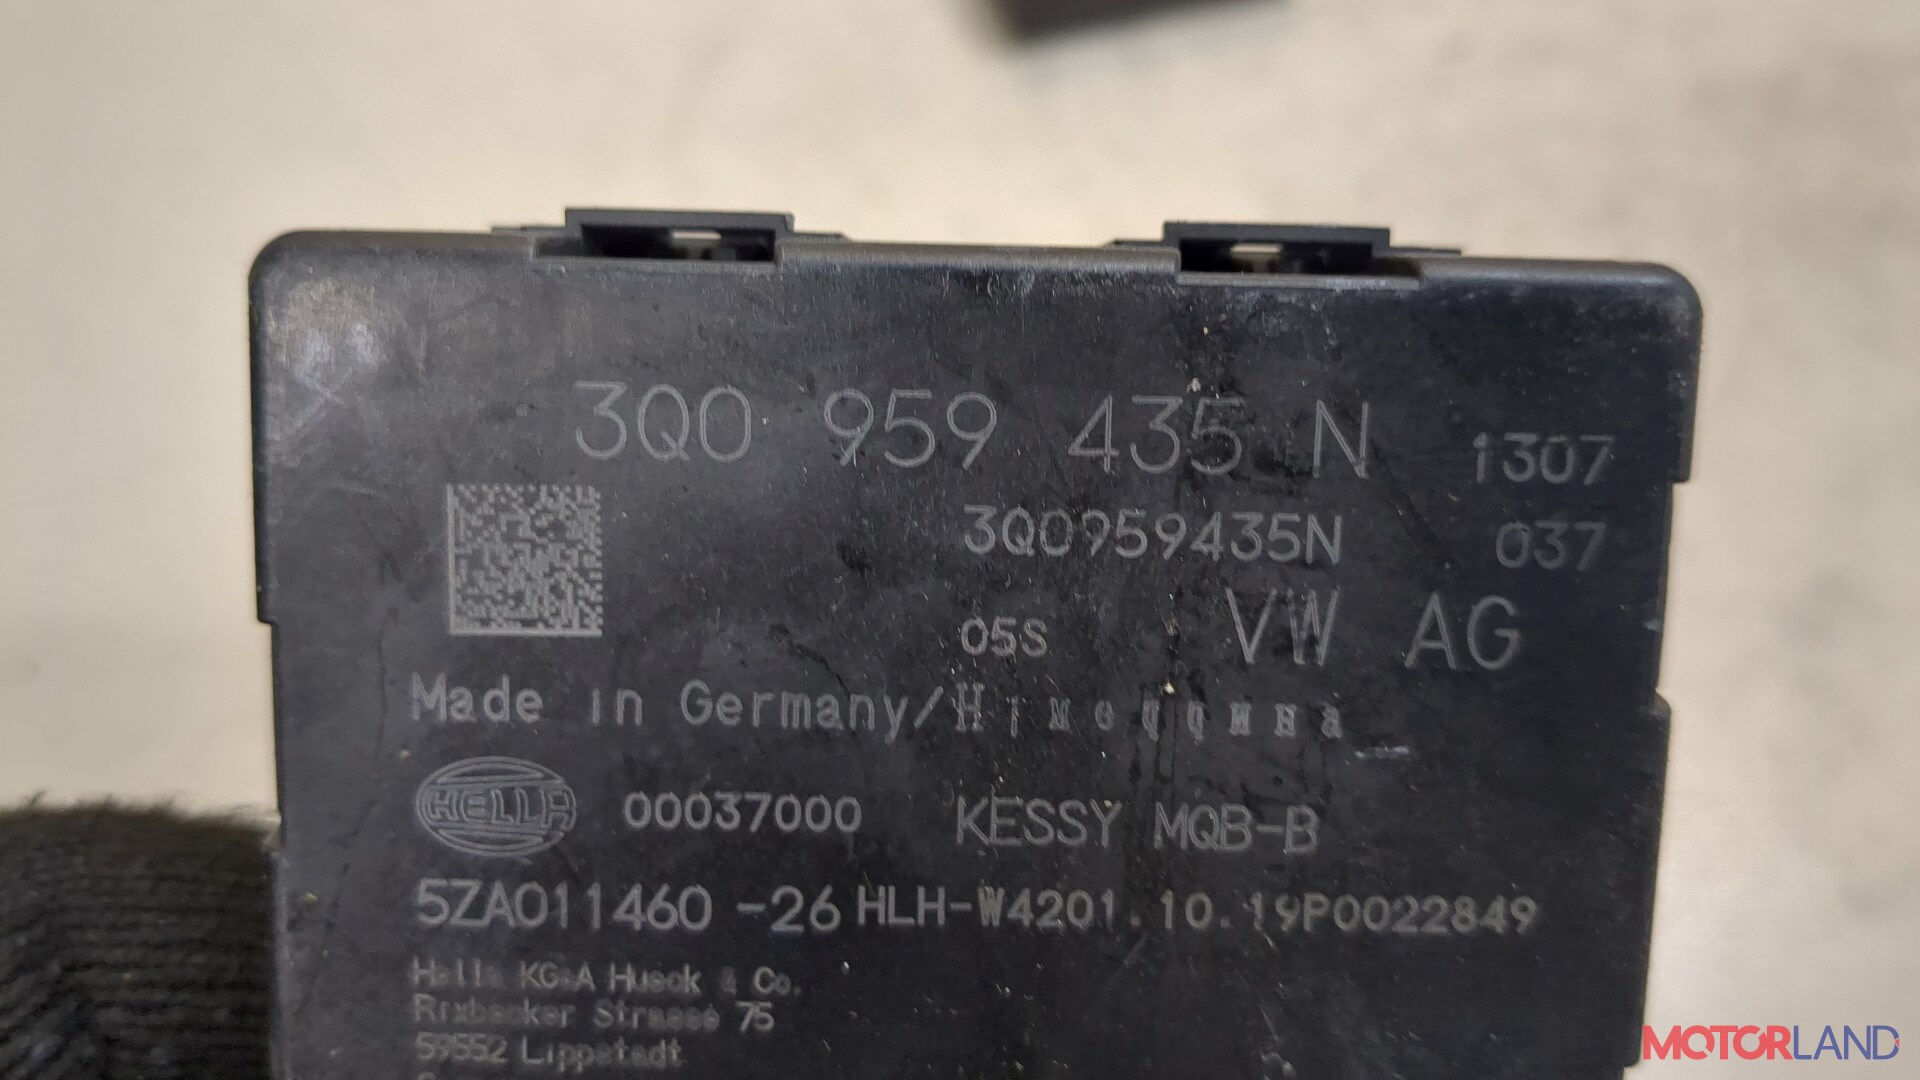 3Q0 959 435 N 1307
3Q0959435N 037
05S VW AG
Made in Germany/
HELLA 00037000 KESSY MQB-B
5ZA011460 -26 HLH-W4201.10.19P0022849
Hella KGaA Hueck & Co.
Rixbecker Strasse 75
59552 Lippstadt
MOTORLAND